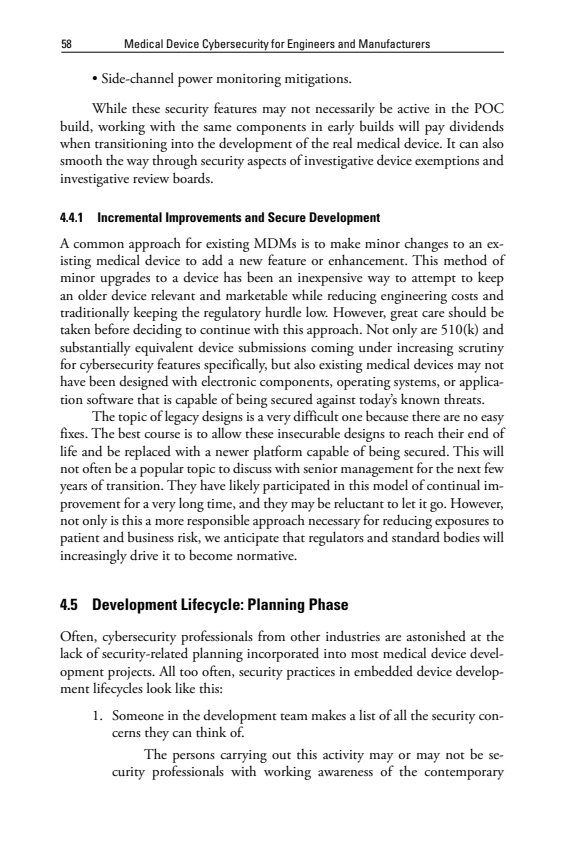 58 Medical Device Cybersecurity for Engineers and Manufacturers
• Side-channel power monitoring mitigations.
While these security features may not necessarily be active in the POC
build, working with the same components in early builds will pay dividends
when transitioning into the development of the real medical device. It can also
smooth the way through security aspects of investigative device exemptions and
investigative review boards.
4.4.1 Incremental Improvements and Secure Development
A common approach for existing MDMs is to make minor changes to an ex-
isting medical device to add a new feature or enhancement. This method of
minor upgrades to a device has been an inexpensive way to attempt to keep
an older device relevant and marketable while reducing engineering costs and
traditionally keeping the regulatory hurdle low. However, great care should be
taken before deciding to continue with this approach. Not only are 510(k) and
substantially equivalent device submissions coming under increasing scrutiny
for cybersecurity features specifically, but also existing medical devices may not
have been designed with electronic components, operating systems, or applica-
tion software that is capable of being secured against today's known threats.
The topic of legacy designs is a very difficult one because there are no easy
fixes. The best course is to allow these insecurable designs to reach their end of
life and be replaced with a newer platform capable of being secured. This will
not often be a popular topic to discuss with senior management for the next few
years of transition. They have likely participated in this model of continual im-
provement for a very long time, and they may be reluctant to let it go. However,
not only is this a more responsible approach necessary for reducing exposures to
patient and business risk, we anticipate that regulators and standard bodies will
increasingly drive it to become normative.
4.5 Development Lifecycle: Planning Phase
Often, cybersecurity professionals from other industries are astonished at the
lack of security-related planning incorporated into most medical device devel-
opment projects. All too often, security practices in embedded device develop-
ment lifecycles look like this:
1. Someone in the development team makes a list of all the security con-
cerns they can think of.
The persons carrying out this activity may or may not be se-
curity professionals with working awareness of the contemporary